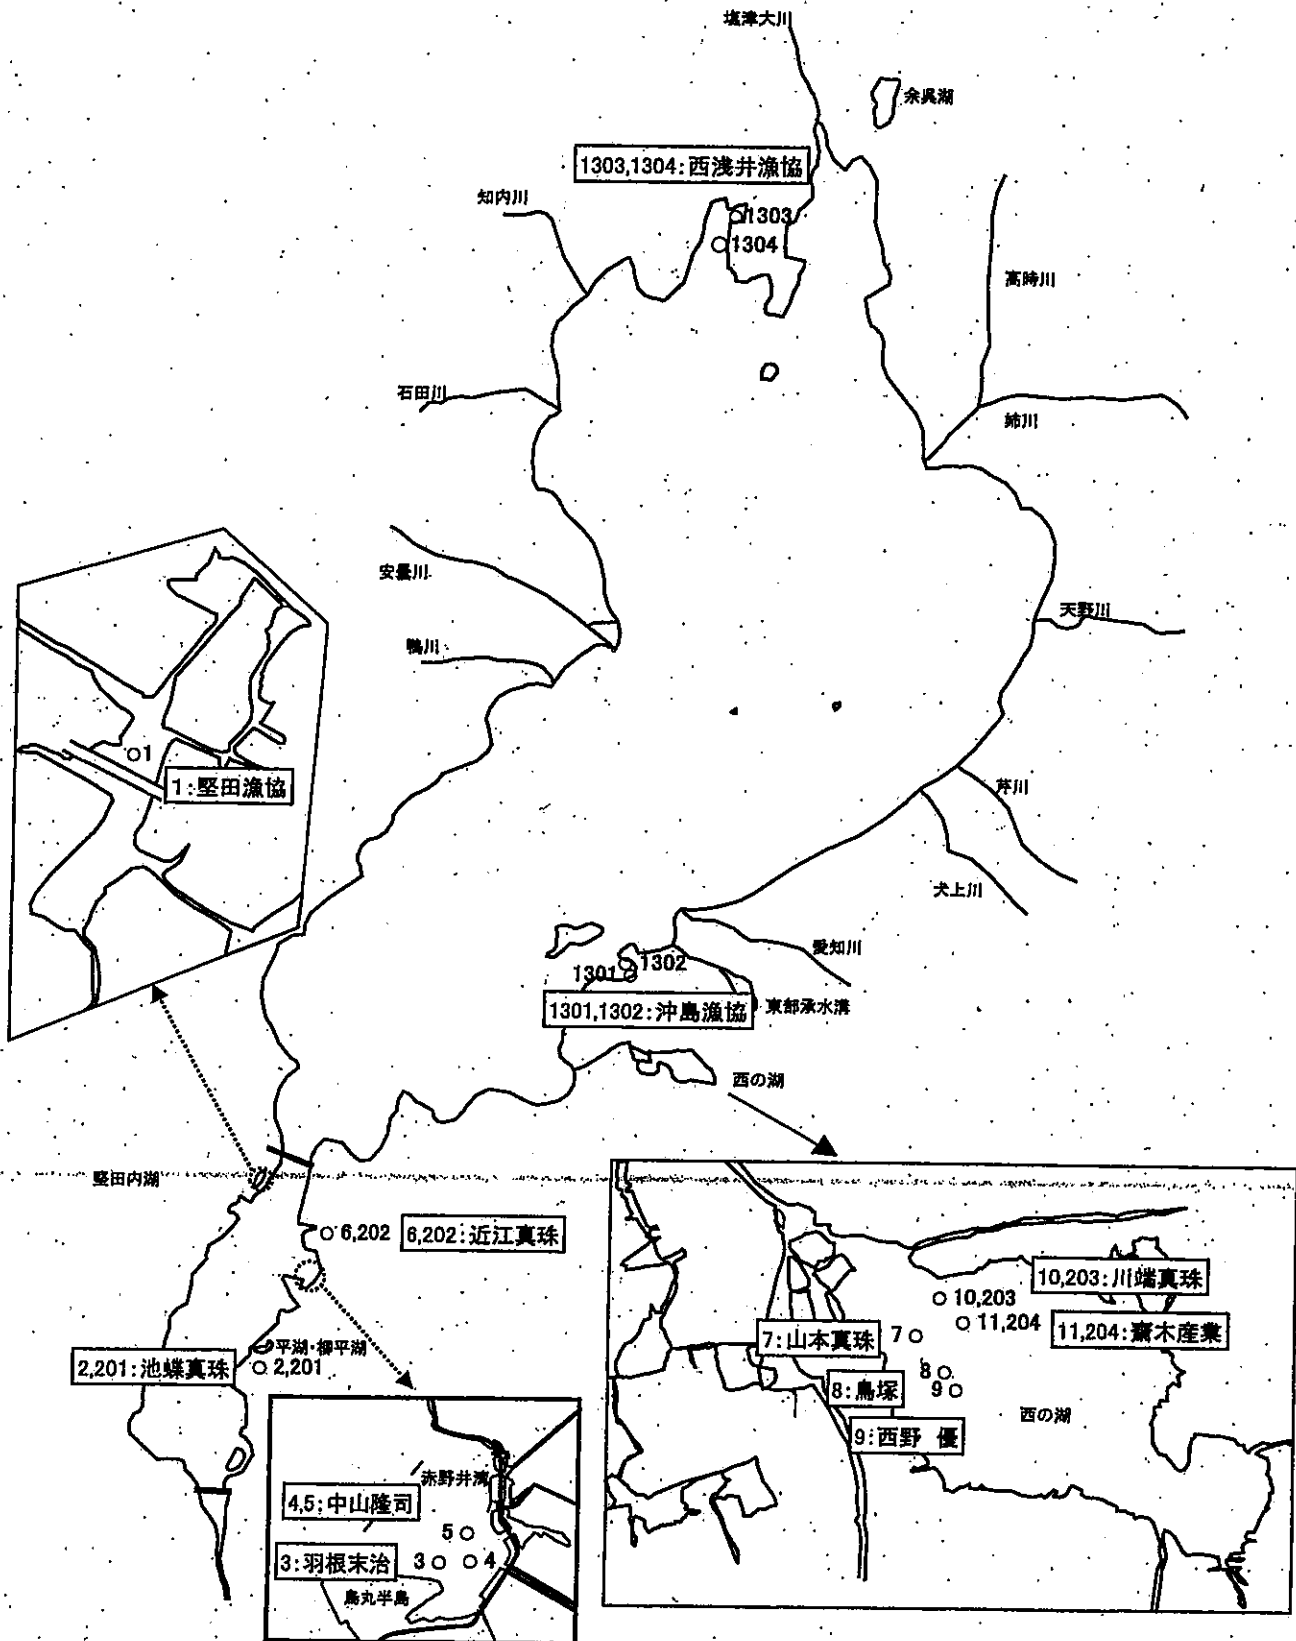 塩津大川
余呉湖
1303,1304:西浅井漁協
知内川
1303
1304
高時川
石田川
姉川
安曇川
天野川
鴨川
1
1:堅田漁協
芹川
犬上川
愛知川
1302
1301
1301,1302:沖島漁協
東部承水溝
西の湖
堅田内湖
6,202
6,202:近江真珠
10,203:川端真珠
10,203
11,204
11,204:齋木産業
7:山本真珠
7
平湖・柳平湖
2,201:池蝶真珠
2,201
8
8:鳥塚
9
西の湖
9:西野 優
赤野井湾
4,5:中山隆司
5
3:羽根末治
3
4
烏丸半島